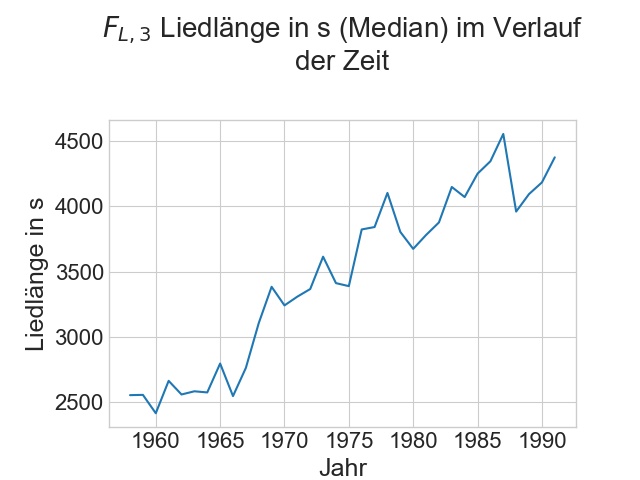 F_{L,3} Liedlänge in s (Median) im Verlauf
der Zeit
Liedlänge in s
4500
4000
3500
3000
2500
1960 1965 1970 1975 1980 1985 1990
Jahr